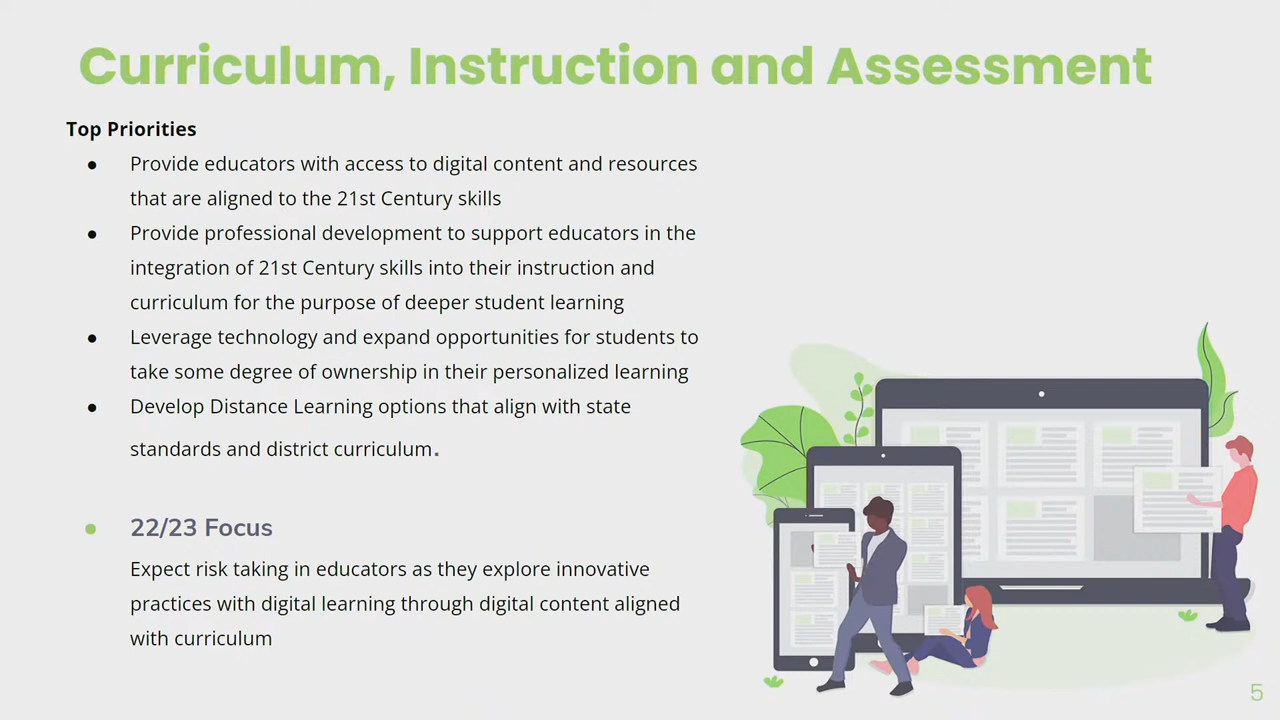 Curriculum, Instruction and Assessment
Top Priorities
● Provide educators with access to digital content and resources
that are aligned to the 21st Century skills
● Provide professional development to support educators in the
integration of 21st Century skills into their instruction and
curriculum for the purpose of deeper student learning
● Leverage technology and expand opportunities for students to
take some degree of ownership in their personalized learning
● Develop Distance Learning options that align with state
standards and district curriculum.
● 22/23 Focus
Expect risk taking in educators as they explore innovative
practices with digital learning through digital content aligned
with curriculum
5